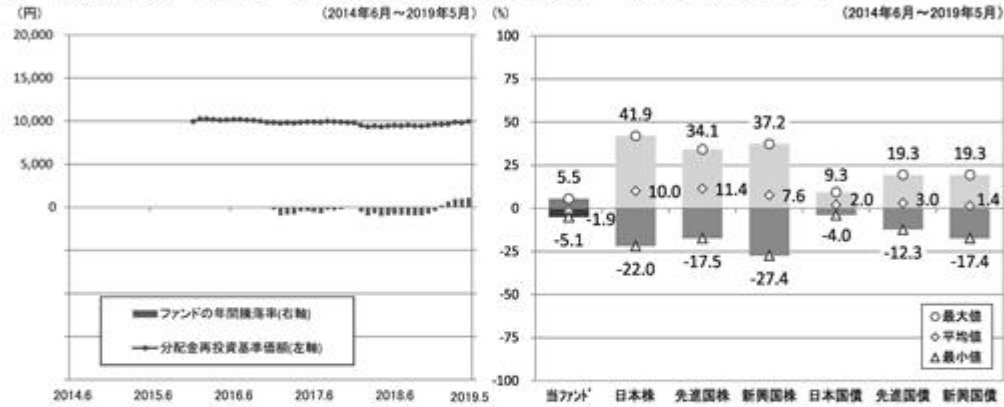 (円)
(2014年6月～2019年5月)
20,000
15,000
10,000
5,000
0
ファンドの年間騰落率(右軸)
分配金再投資基準価額(左軸)
2014.6 2015.6 2016.6 2017.6 2018.6 2019.5
(%)
(2014年6月～2019年5月)
100
75
50
25
0
-25
-50
-75
-100
5.5 41.9 34.1 37.2 9.3 19.3 19.3
-1.9 10.0 11.4 7.6 2.0 3.0 1.4
-5.1 -22.0 -17.5 -27.4 -4.0 -12.3 -17.4
最大値
平均値
最小値
当ファンド 日本株 先進国株 新興国株 日本国債 先進国債 新興国債